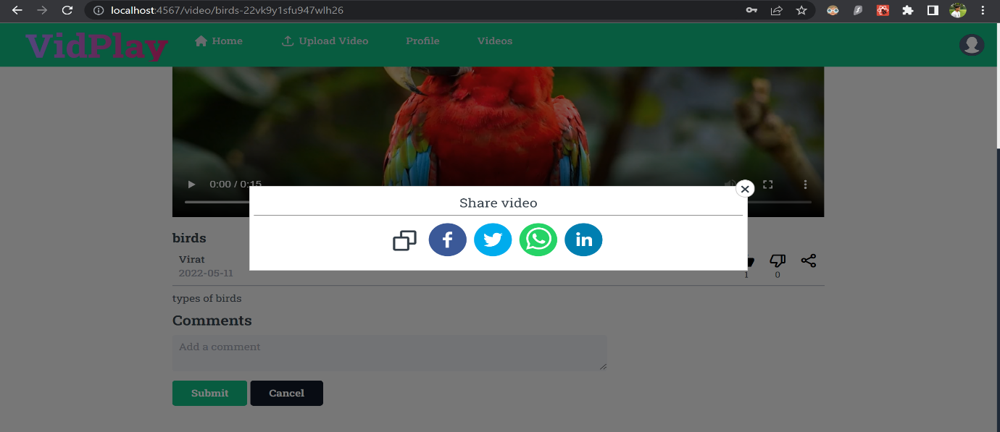 localhost:4567/video/birds-22vk9y1sfu947wlh26
VidPlay Home Upload Video Profile Videos
0:00 / 0:15
Share video
f in
birds
Virat
2022-05-11
1 0
types of birds
Comments
Add a comment
Submit Cancel